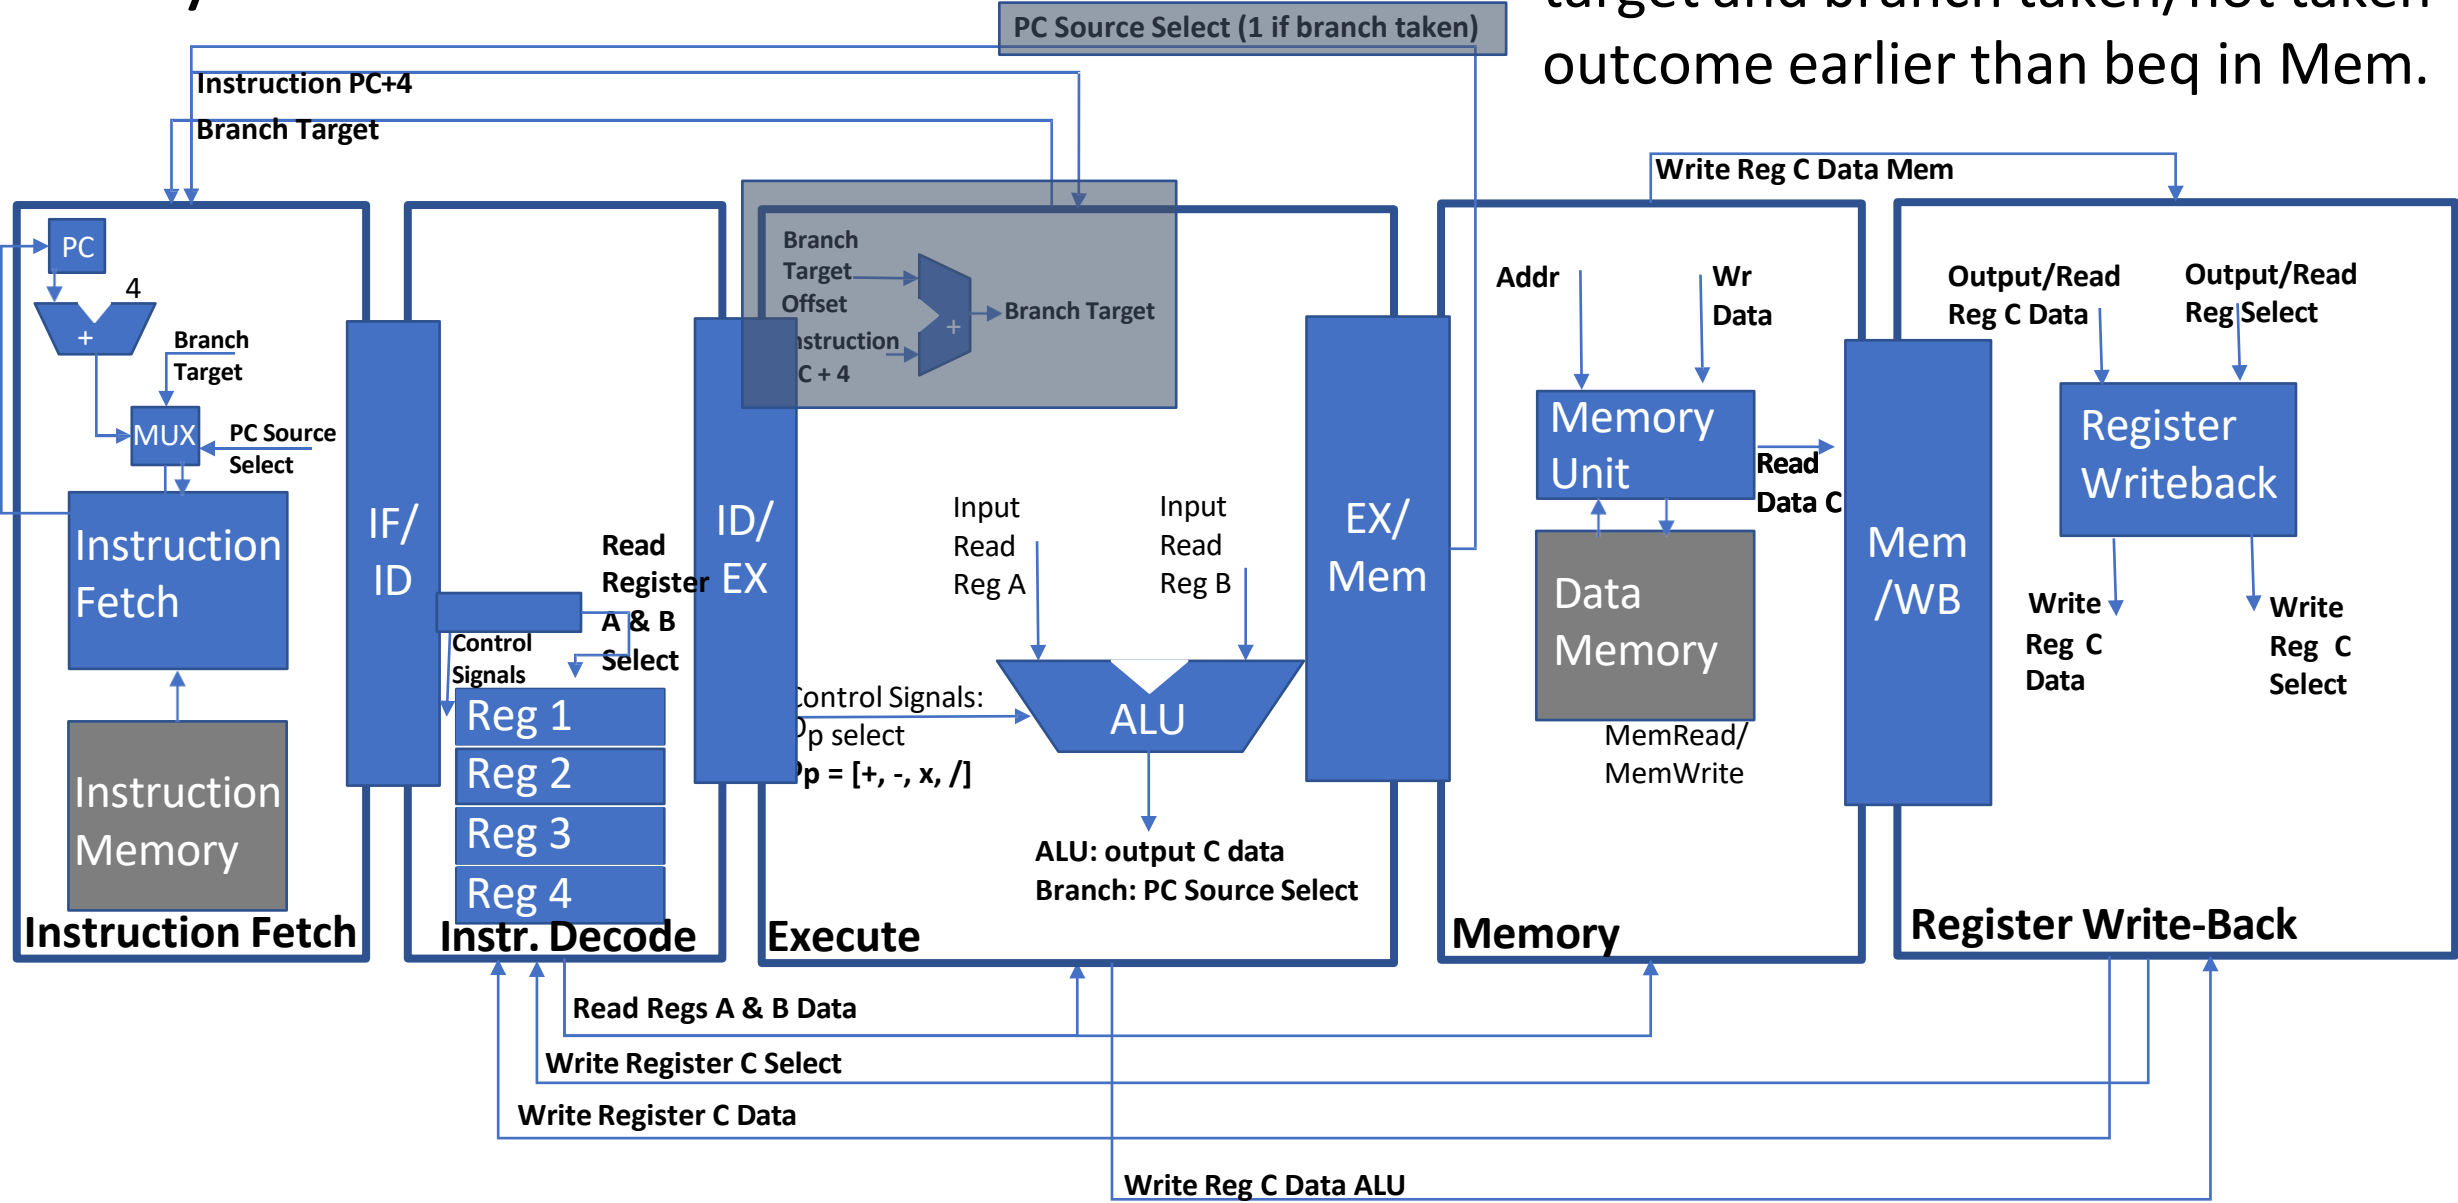 target and branch taken/not taken
outcome earlier than beq in Mem.
PC Source Select (1 if branch taken)
Instruction PC+4
Branch Target
Write Reg C Data Mem
PC
4
+
Branch
Target
MUX
PC Source
Select
Instruction
Fetch
Instruction
Memory
Instruction Fetch
IF/
ID
Read
Register
A & B
Select
Control
Signals
Reg 1
Reg 2
Reg 3
Reg 4
Instr. Decode
ID/
EX
Branch
Target
Offset
nstruction
C + 4
+
Branch Target
Input
Read
Reg A
Input
Read
Reg B
Control Signals:
Op select
Op = [+, -, x, /]
ALU
ALU: output C data
Branch: PC Source Select
Execute
EX/
Mem
Addr
Wr
Data
Memory
Unit
Read
Data C
Data
Memory
MemRead/
MemWrite
Memory
Mem
/WB
Output/Read
Reg C Data
Output/Read
Reg Select
Register
Writeback
Write
Reg C
Data
Write
Reg C
Select
Register Write-Back
Read Regs A & B Data
Write Register C Select
Write Register C Data
Write Reg C Data ALU